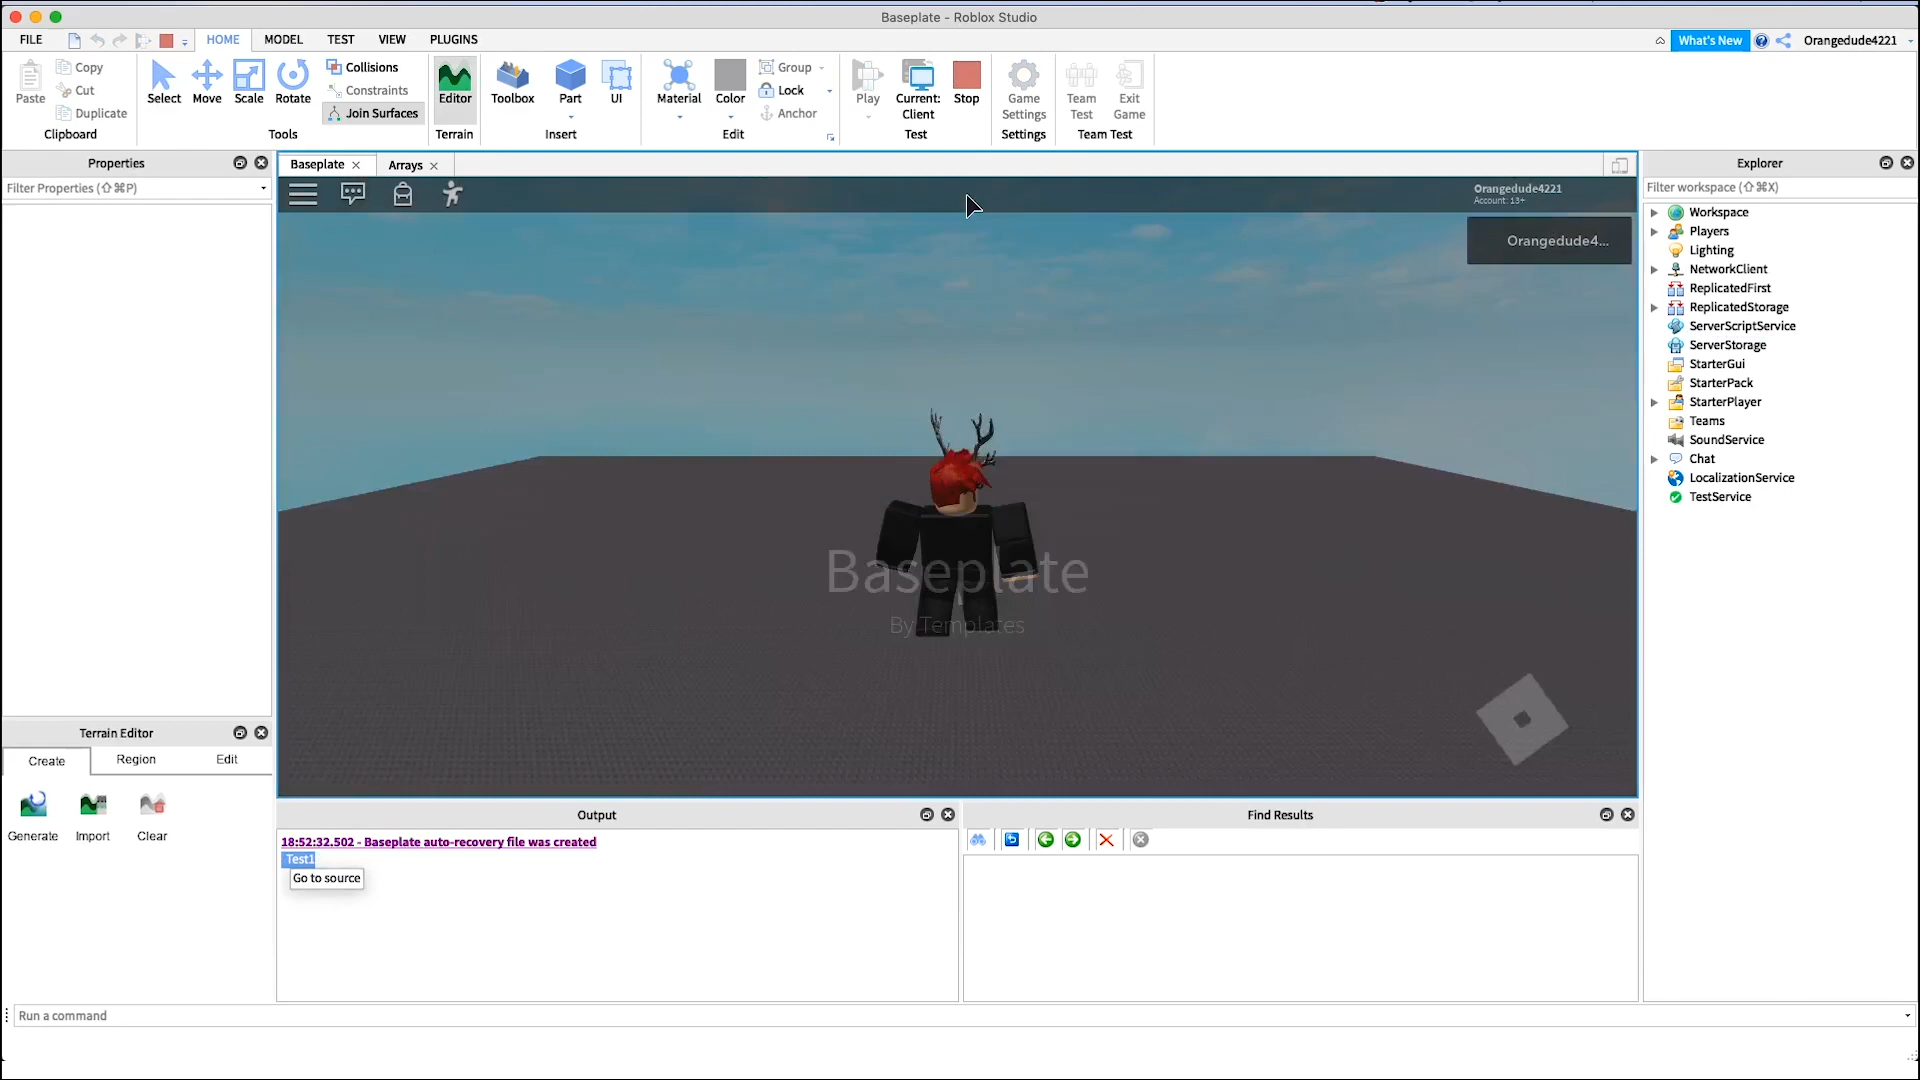 Baseplate - Roblox Studio
FILE HOME MODEL TEST VIEW PLUGINS What's New Orangedude4221
Paste Copy Cut Duplicate Clipboard
Select Move Scale Rotate Collisions Constraints Join Surfaces Tools
Editor Terrain
Toolbox Part UI Insert
Material Color Group Lock Anchor Edit
Play Current: Client Stop Test
Game Settings Settings
Team Test Exit Game Team Test
Properties
Filter Properties (⇧⌘P)
Baseplate Arrays
Orangedude4221
Account: 13+
Orangedude4...
Baseplate
By Templates
Explorer
Filter workspace (⇧⌘X)
Workspace
Players
Lighting
NetworkClient
ReplicatedFirst
ReplicatedStorage
ServerScriptService
ServerStorage
StarterGui
StarterPack
StarterPlayer
Teams
SoundService
Chat
LocalizationService
TestService
Terrain Editor
Create Region Edit
Generate Import Clear
Output
18:52:32.502 - Baseplate auto-recovery file was created
Test1
Go to source
Find Results
Run a command